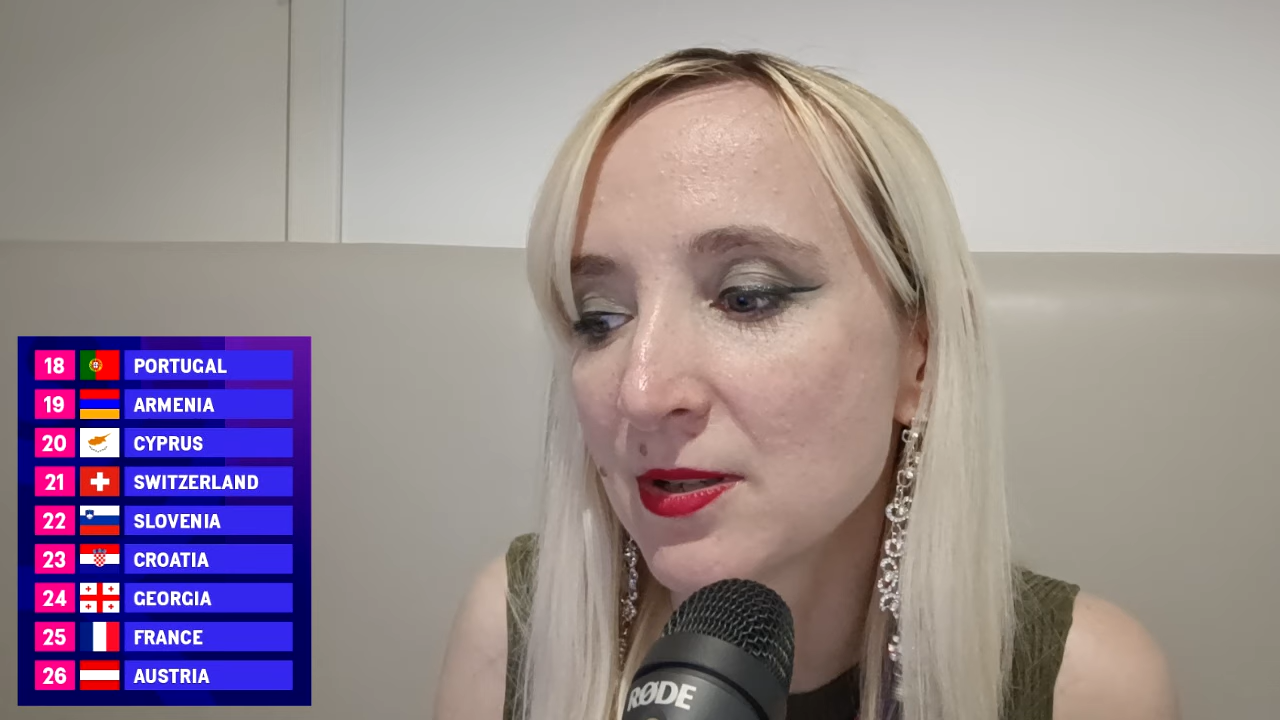 18 PORTUGAL
19 ARMENIA
20 CYPRUS
21 SWITZERLAND
22 SLOVENIA
23 CROATIA
24 GEORGIA
25 FRANCE
26 AUSTRIA
RØDE